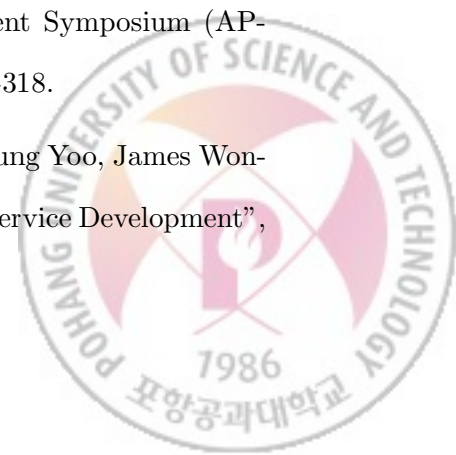 ent Symposium (AP-
318.
ung Yoo, James Won-
ervice Development”,
POHANG UNIVERSITY OF SCIENCE AND TECHNOLOGY
1986
포항공과대학교